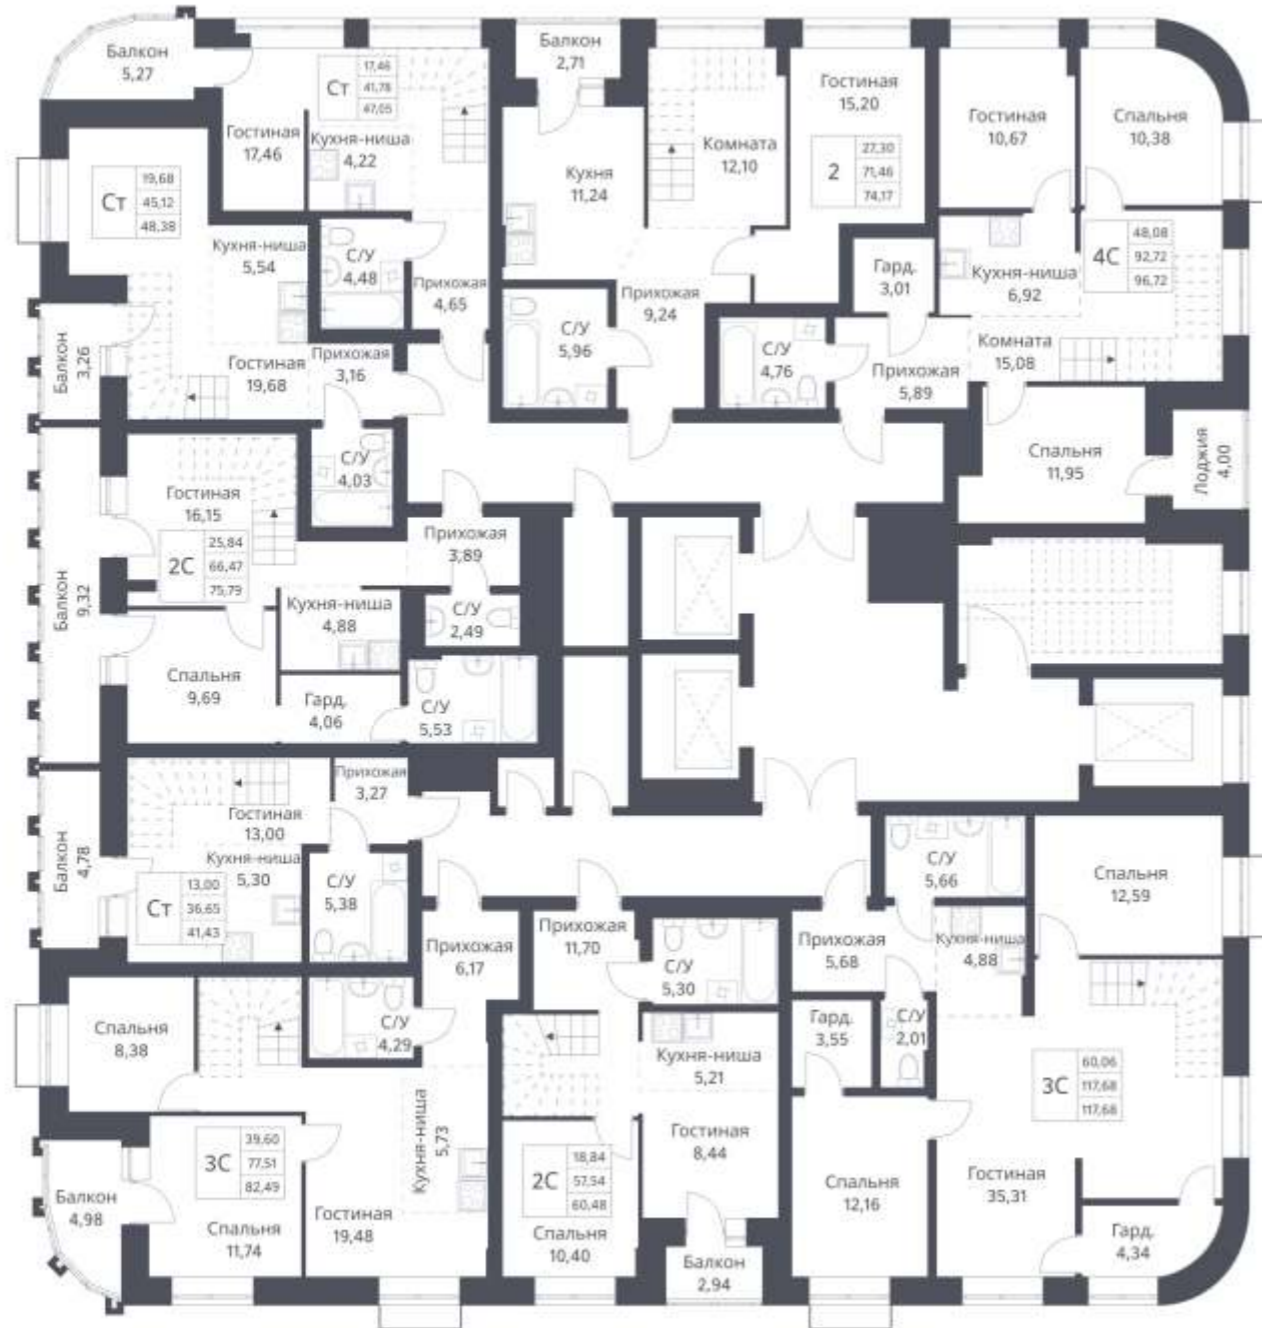 Балкон
5,27
Ст
17,46
41,78
47,05
Гостиная
17,46
Кухня-ниша
4,22
Балкон
2,71
Кухня
11,24
Комната
12,10
Гостиная
15,20
2
27,30
71,46
74,17
Гостиная
10,67
Спальня
10,38
Ст
19,68
45,12
48,38
Кухня-ниша
5,54
С/У
4,48
Прихожая
4,65
Прихожая
9,24
Гард.
3,01
Кухня-ниша
6,92
4С
48,08
92,72
96,72
Балкон
3,26
Гостиная
19,68
Прихожая
3,16
С/У
5,96
С/У
4,76
Прихожая
5,89
Комната
15,08
Спальня
11,95
Лоджия
4,00
С/У
4,03
Гостиная
16,15
2С
25,84
66,47
75,79
Балкон
9,32
Прихожая
3,89
Кухня-ниша
4,88
С/У
2,49
Спальня
9,69
Гард.
4,06
С/У
5,53
Прихожая
3,27
Гостиная
13,00
Балкон
4,78
Кухня-ниша
5,30
Ст
13,00
36,65
41,43
С/У
5,38
Прихожая
6,17
Прихожая
11,70
С/У
5,30
Прихожая
5,68
С/У
5,66
Кухня-ниша
4,88
Спальня
12,59
Спальня
8,38
С/У
4,29
Кухня-ниша
5,21
Гард.
3,55
С/У
2,01
3С
60,06
117,68
117,68
3С
39,60
77,51
82,49
Кухня-ниша
5,73
Гостиная
8,44
2С
18,84
57,54
60,48
Балкон
4,98
Спальня
11,74
Гостиная
19,48
Спальня
10,40
Балкон
2,94
Спальня
12,16
Гостиная
35,31
Гард.
4,34